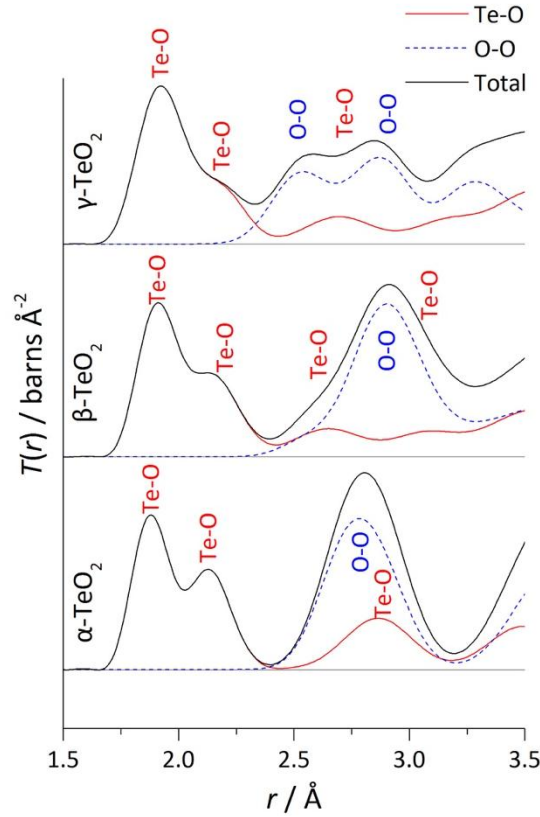 Te-O
O-O
Total
Te-O
Te-O
O-O
Te-O
O-O
γ-TeO₂
Te-O
Te-O
Te-O
O-O
Te-O
β-TeO₂
Te-O
Te-O
O-O
Te-O
α-TeO₂
T(r) / barns Å⁻²
1.5 2.0 2.5 3.0 3.5
r / Å